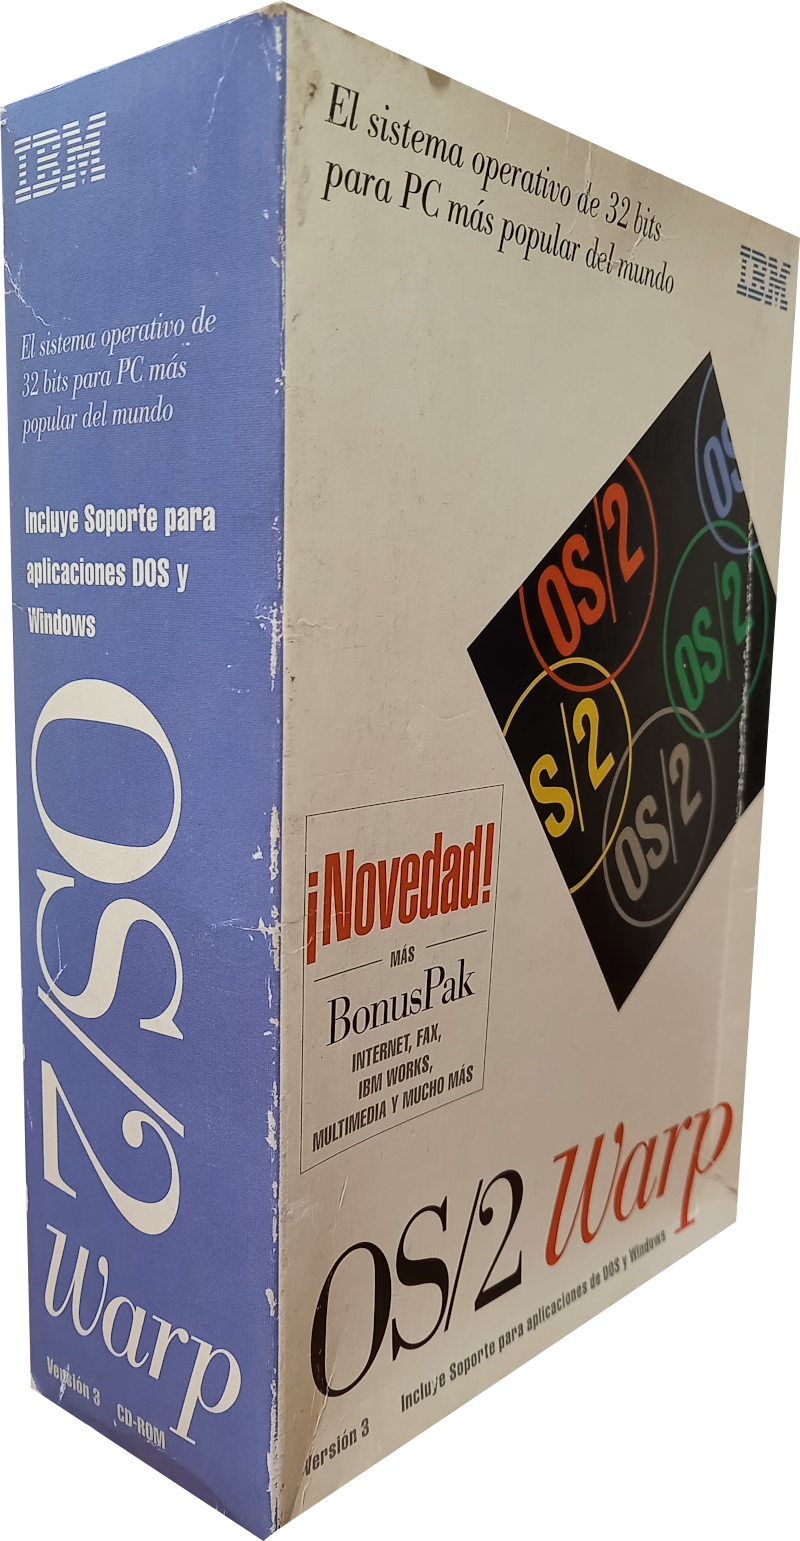 IBM
El sistema operativo de
32 bits para PC más
popular del mundo
Incluye Soporte para
aplicaciones DOS y
Windows
OS/2
Warp
Versión 3 CD-ROM
El sistema operativo de 32 bits
para PC más popular del mundo
IBM
OS/2
OS
OS/2
S/2
OS/2
¡Novedad!
MÁS
BonusPak
INTERNET, FAX,
IBM WORKS,
MULTIMEDIA Y MUCHO MÁS
OS/2 Warp
Versión 3 Incluye Soporte para aplicaciones de DOS y Windows